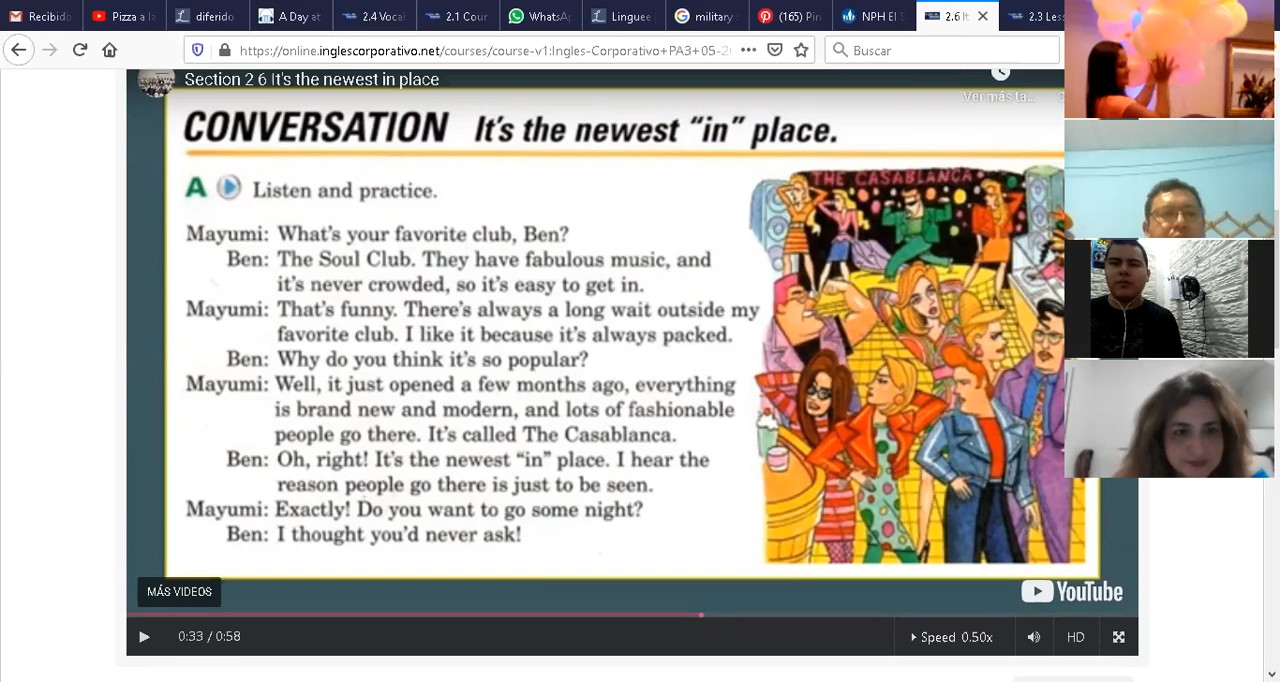 Recibido
Pizza a la
diferido
A Day at
2.4 Vocal
2.1 Cour
WhatsAp
Linguee
military
(165) Pin
NPH El S
2.6 It
2.3 Less
https://online.inglescorporativo.net/courses/course-v1:Ingles-Corporativo+PA3+05-2
Buscar
Section 2 6 It's the newest in place
Ver más ta...
CONVERSATION It's the newest "in" place.
A Listen and practice.
THE CASABLANCA
Mayumi: What's your favorite club, Ben?
Ben: The Soul Club. They have fabulous music, and
it's never crowded, so it's easy to get in.
Mayumi: That's funny. There's always a long wait outside my
favorite club. I like it because it's always packed.
Ben: Why do you think it's so popular?
Mayumi: Well, it just opened a few months ago, everything
is brand new and modern, and lots of fashionable
people go there. It's called The Casablanca.
Ben: Oh, right! It's the newest "in" place. I hear the
reason people go there is just to be seen.
Mayumi: Exactly! Do you want to go some night?
Ben: I thought you'd never ask!
MÁS VIDEOS
YouTube
0:33 / 0:58
Speed 0.50x
HD